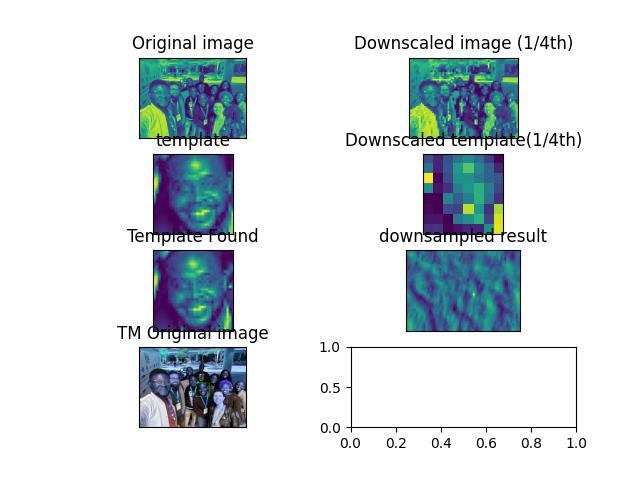 Original image
Downscaled image (1/4th)
template
Downscaled template(1/4th)
Template Found
downsampled result
TM Original image
1.0
0.5
0.0
0.0 0.2 0.4 0.6 0.8 1.0